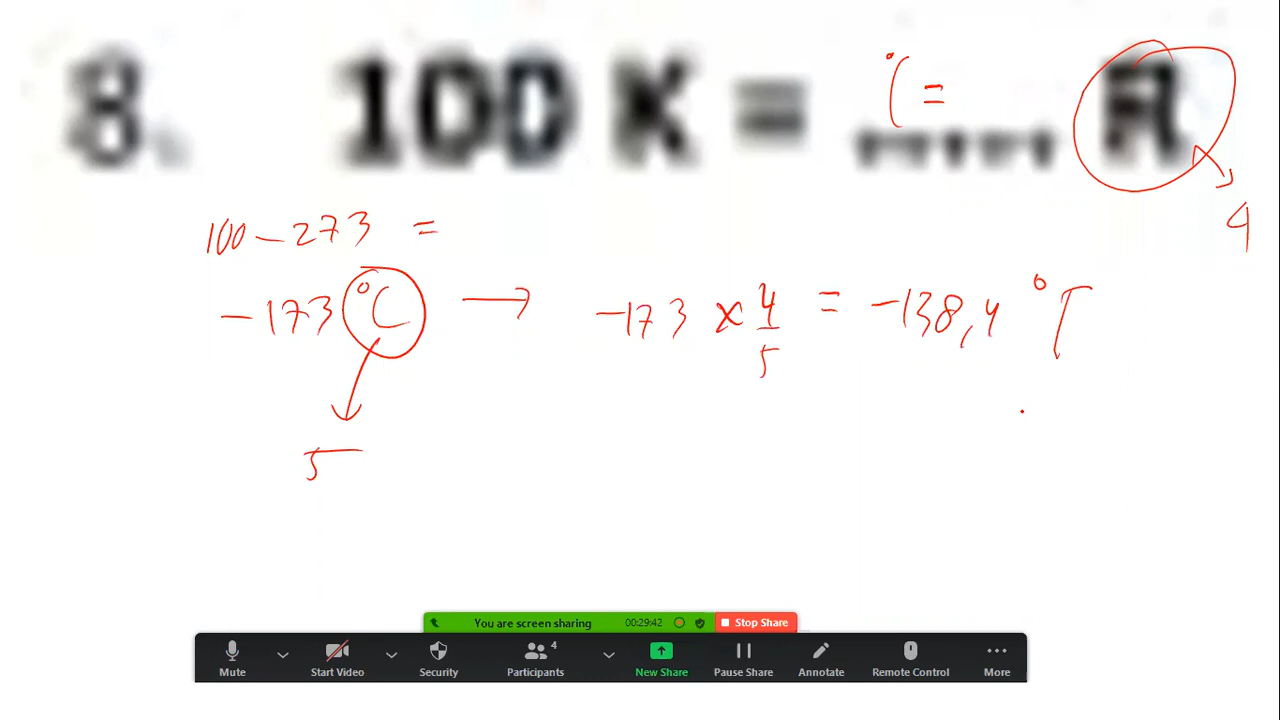 8. 100 K = °C = ..... R
4
100 – 273 =
–173 °C → –173 x 4/5 = –138,4 °
5
You are screen sharing 00:29:42 Stop Share
Mute Start Video Security Participants 4 New Share Pause Share Annotate Remote Control More